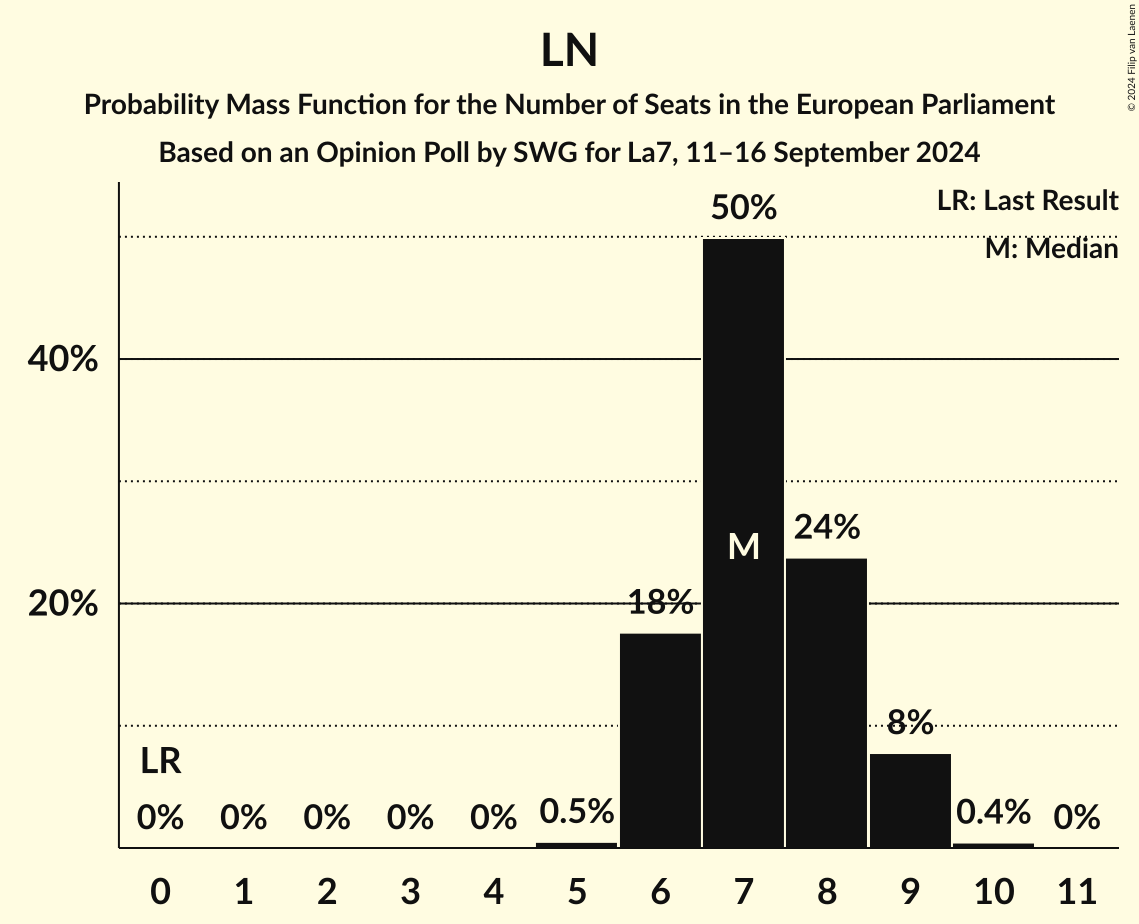 LN
Probability Mass Function for the Number of Seats in the European Parliament
Based on an Opinion Poll by SWG for La7, 11–16 September 2024
© 2024 Filip van Laenen
LR: Last Result
M: Median
50%
40%
24%
M
20%
18%
8%
LR
0% 0% 0% 0% 0% 0.5% 0.4% 0%
0 1 2 3 4 5 6 7 8 9 10 11